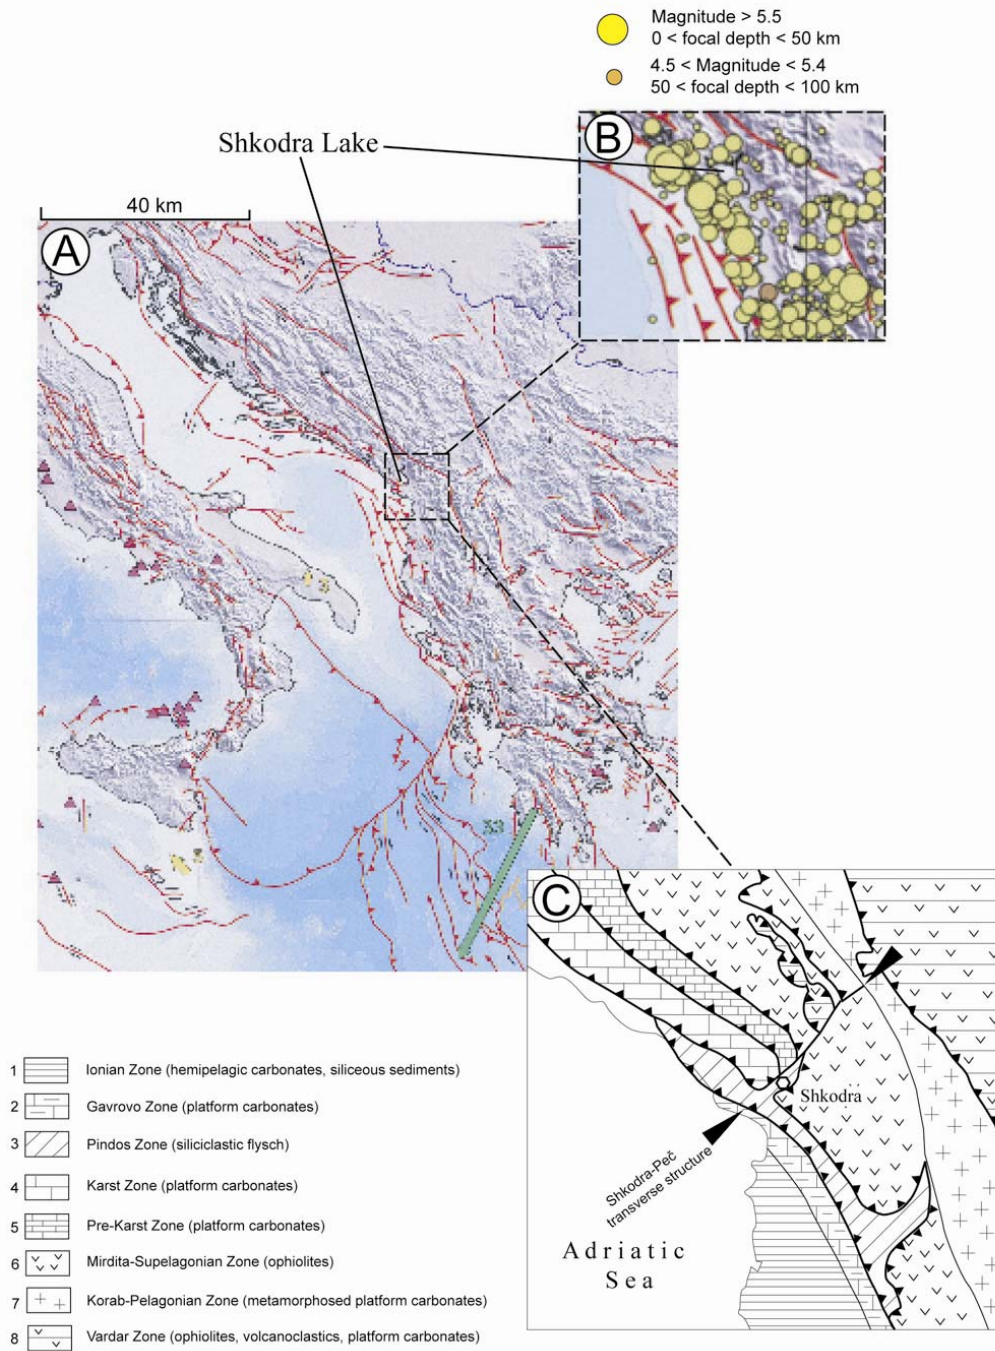 Magnitude > 5.5
0 < focal depth < 50 km
4.5 < Magnitude < 5.4
50 < focal depth < 100 km
B
Shkodra Lake
40 km
A
33
C
Shkodra
Shkodra-Peč
transverse structure
Adriatic
Sea
1 Ionian Zone (hemipelagic carbonates, siliceous sediments)
2 Gavrovo Zone (platform carbonates)
3 Pindos Zone (siliciclastic flysch)
4 Karst Zone (platform carbonates)
5 Pre-Karst Zone (platform carbonates)
6 Mirdita-Supelagonian Zone (ophiolites)
7 Korab-Pelagonian Zone (metamorphosed platform carbonates)
8 Vardar Zone (ophiolites, volcanoclastics, platform carbonates)